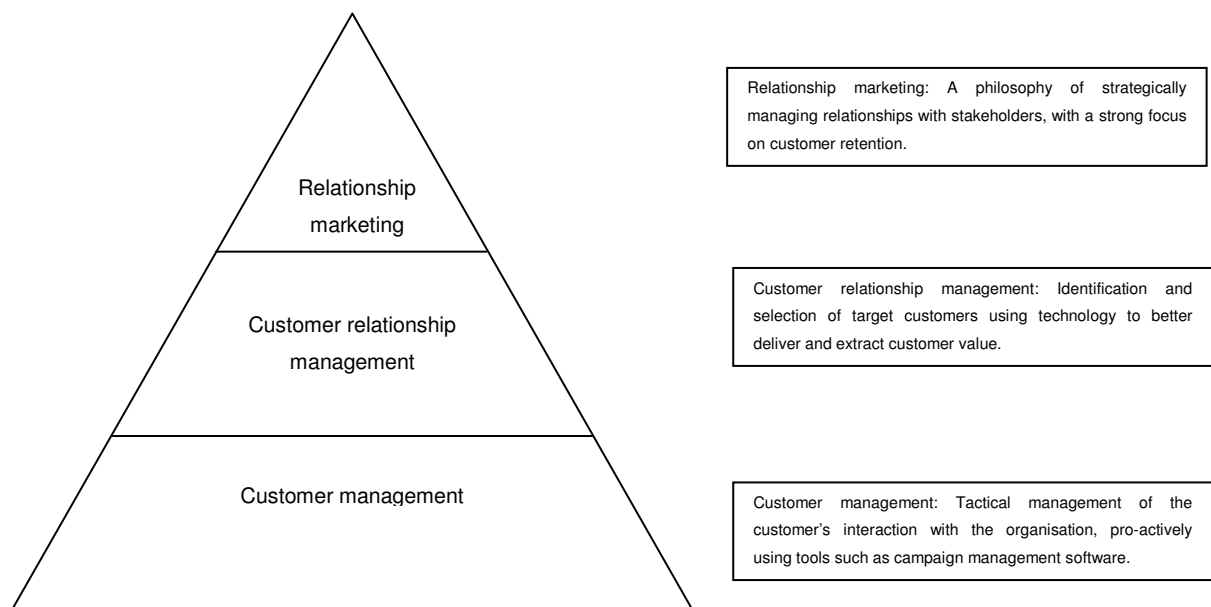 Relationship
marketing
Customer relationship
management
Customer management
Relationship marketing: A philosophy of strategically
managing relationships with stakeholders, with a strong focus
on customer retention.
Customer relationship management: Identification and
selection of target customers using technology to better
deliver and extract customer value.
Customer management: Tactical management of the
customer's interaction with the organisation, pro-actively
using tools such as campaign management software.